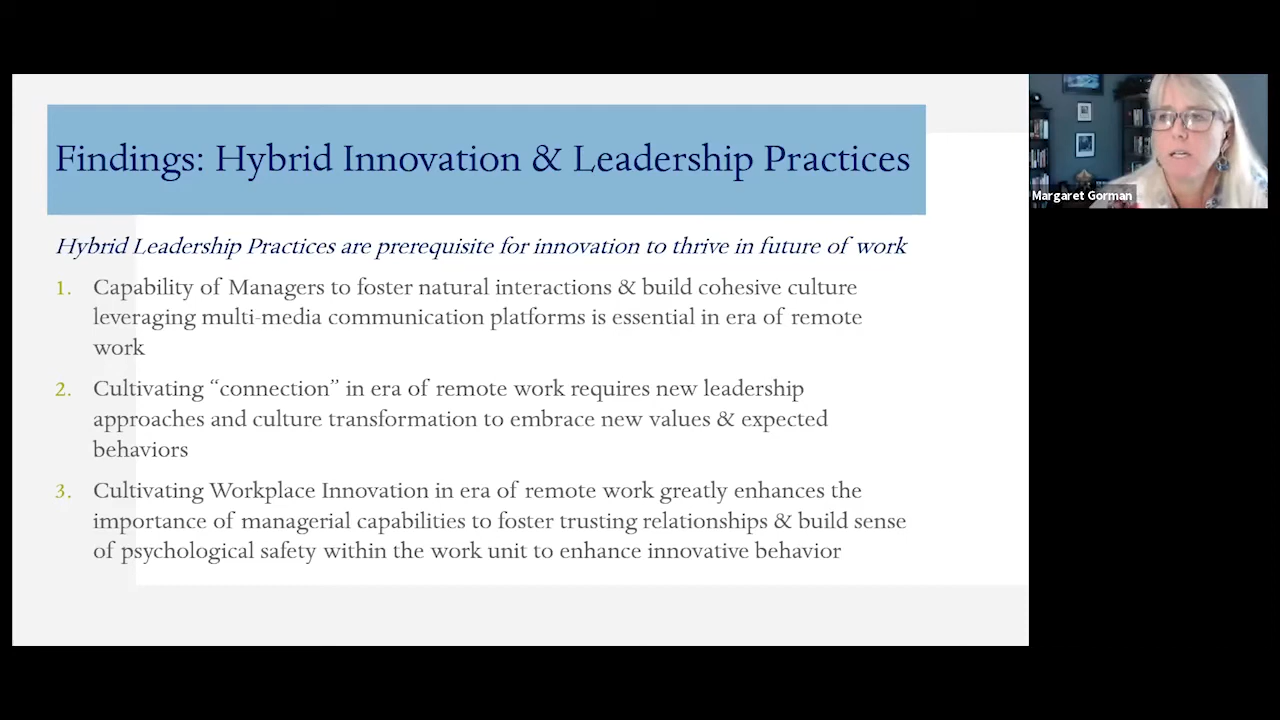 Findings: Hybrid Innovation & Leadership Practices
Hybrid Leadership Practices are prerequisite for innovation to thrive in future of work
1. Capability of Managers to foster natural interactions & build cohesive culture
leveraging multi-media communication platforms is essential in era of remote
work
2. Cultivating “connection” in era of remote work requires new leadership
approaches and culture transformation to embrace new values & expected
behaviors
3. Cultivating Workplace Innovation in era of remote work greatly enhances the
importance of managerial capabilities to foster trusting relationships & build sense
of psychological safety within the work unit to enhance innovative behavior
Margaret Gorman